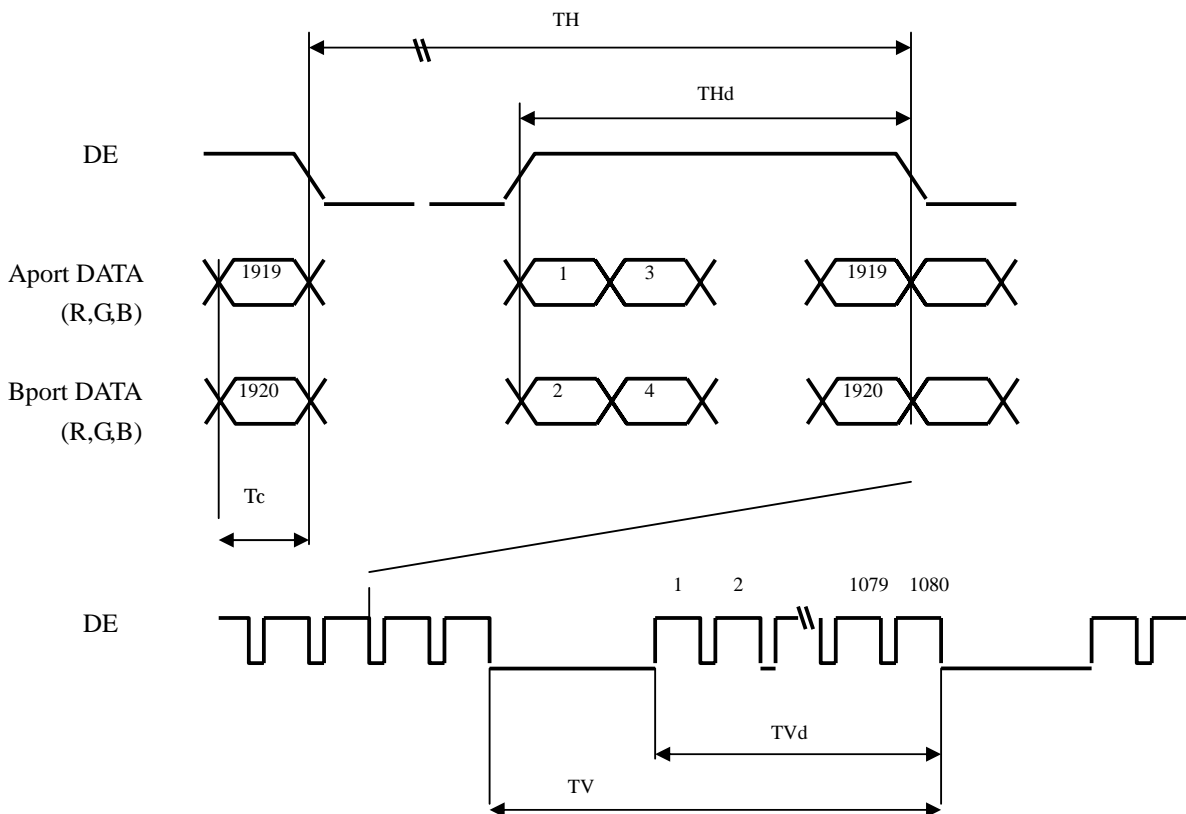 TH
THd
DE
Aport DATA
(R,G,B)
1919 1 3 1919
Bport DATA
(R,G,B)
1920 2 4 1920
Tc
1 2 1079 1080
DE
TVd
TV